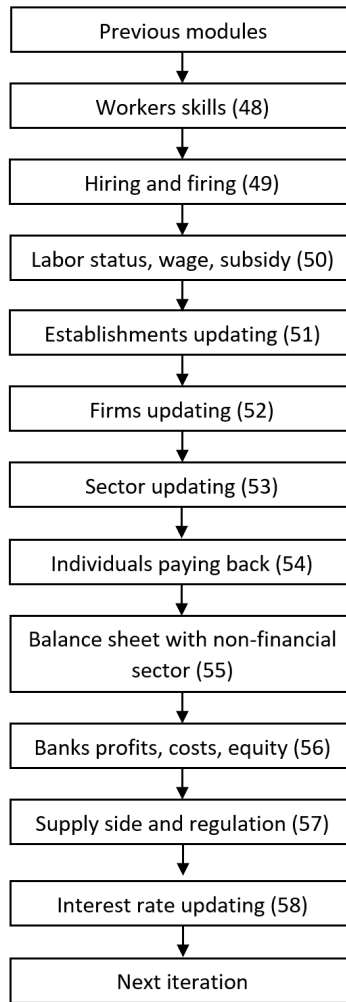 Previous modules
Workers skills (48)
Hiring and firing (49)
Labor status, wage, subsidy (50)
Establishments updating (51)
Firms updating (52)
Sector updating (53)
Individuals paying back (54)
Balance sheet with non-financial
sector (55)
Banks profits, costs, equity (56)
Supply side and regulation (57)
Interest rate updating (58)
Next iteration